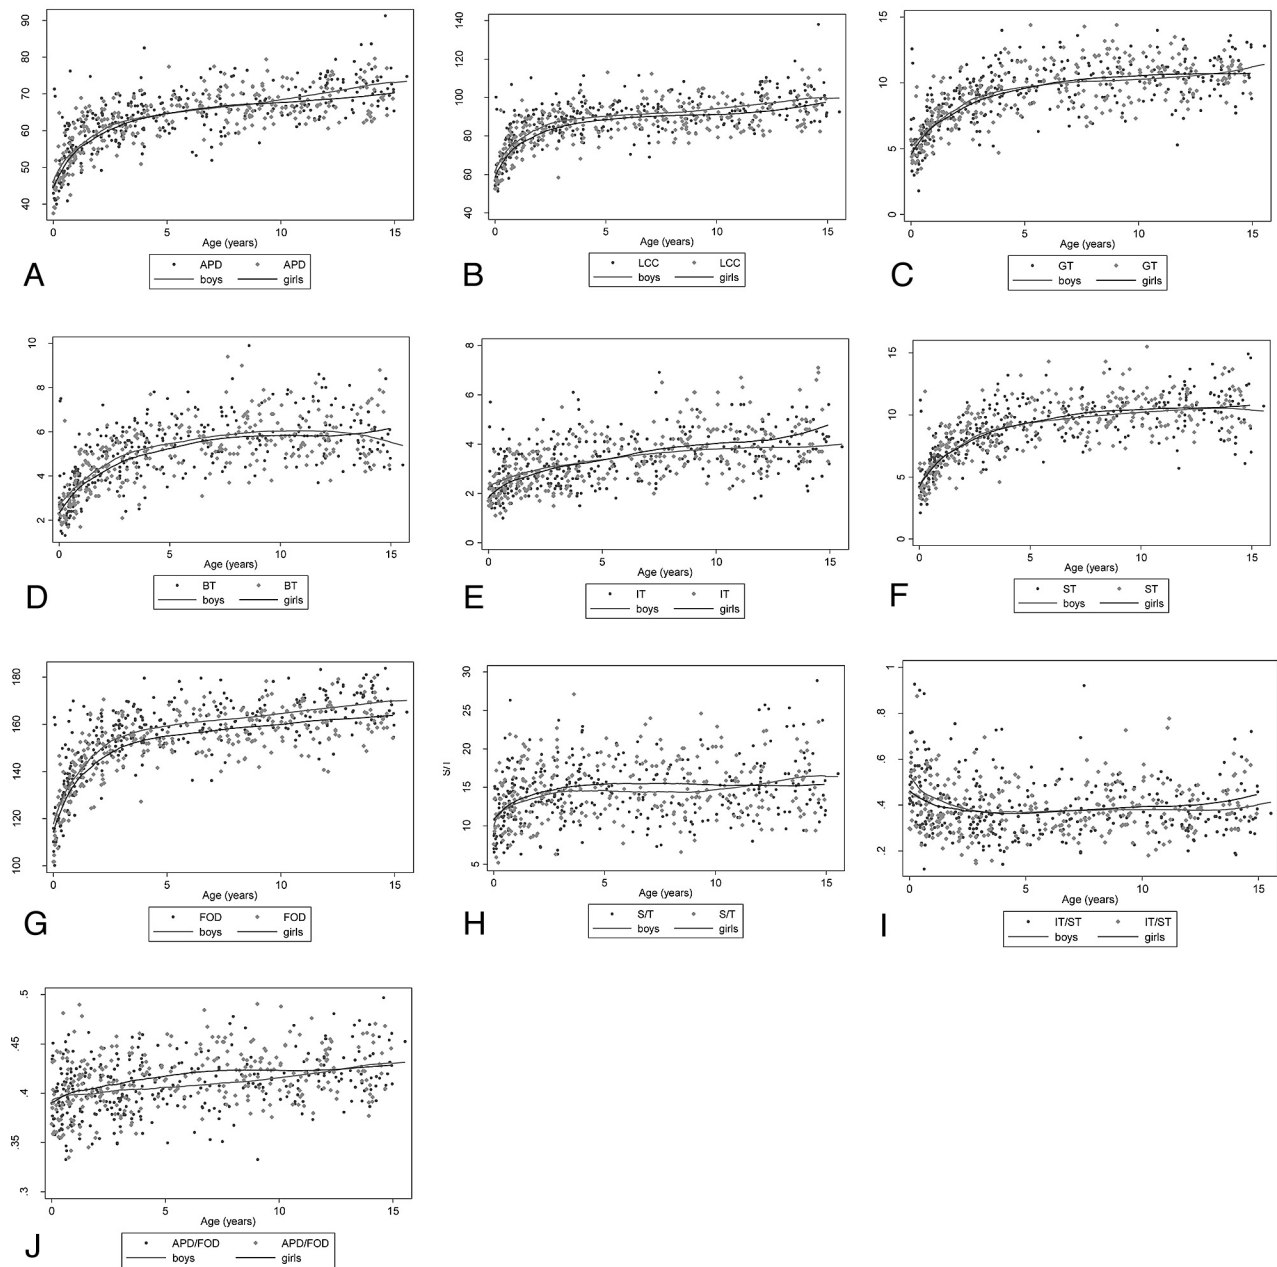 90
80
70
60
50
40
0 5 10 15
Age (years)
APD APD
boys girls
A
140
120
100
80
60
40
0 5 10 15
Age (years)
LCC LCC
boys girls
B
15
10
5
0
0 5 10 15
Age (years)
GT GT
boys girls
C
10
8
6
4
2
0 5 10 15
Age (years)
BT BT
boys girls
D
8
6
4
2
0
0 5 10 15
Age (years)
IT IT
boys girls
E
15
10
5
0
0 5 10 15
Age (years)
ST ST
boys girls
F
180
160
140
120
100
0 5 10 15
Age (years)
FOD FOD
boys girls
G
S/T
30
25
20
15
10
5
0 5 10 15
Age (years)
S/T S/T
boys girls
H
1
.8
.6
.4
.2
0 5 10 15
Age (years)
IT/ST IT/ST
boys girls
I
.5
.45
.4
.35
.3
0 5 10 15
Age (years)
APD/FOD APD/FOD
boys girls
J